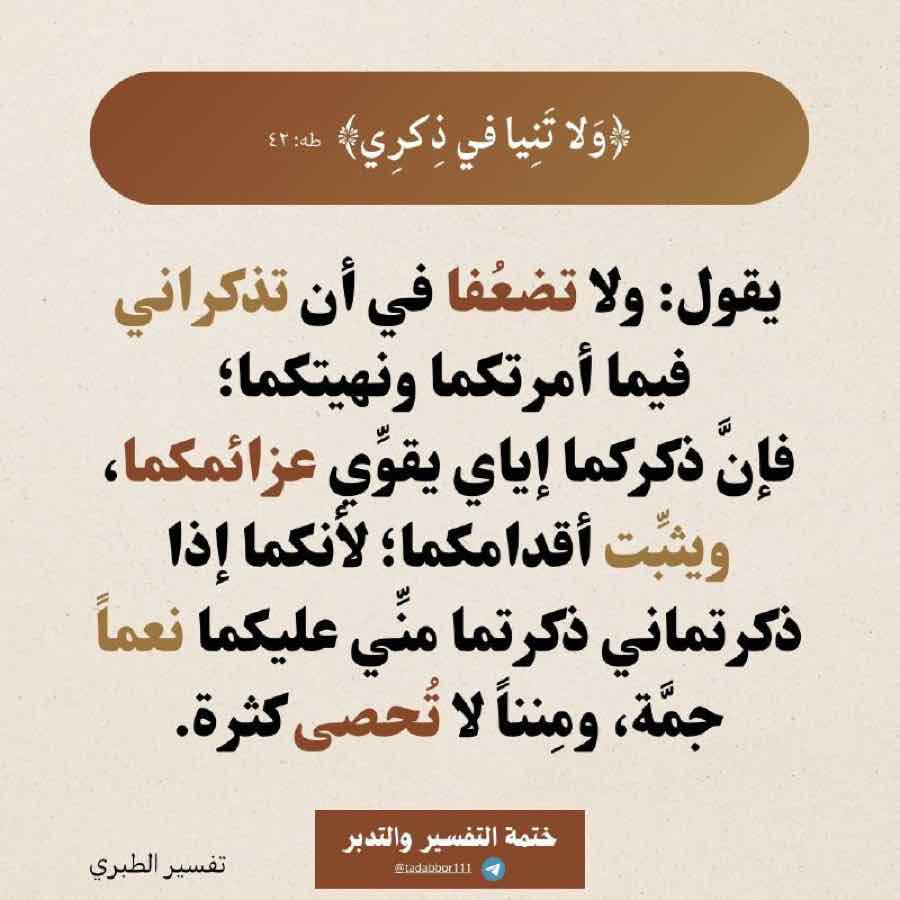 ﴿وَلا تَنِيا في ذِكرِي﴾ طه: ٤٢
يقول: ولا تضعُفا في أن تذكراني
فيما أمرتكما ونهيتكما؛
فإنَّ ذكركما إياي يقوِّي عزائمكما،
ويثبِّت أقدامكما؛ لأنكما إذا
ذكرتماني ذكرتما منِّي عليكما نعماً
جمَّة، ومِنناً لا تُحصى كثرة.
ختمة التفسير والتدبر
@tadabbor111
تفسير الطبري